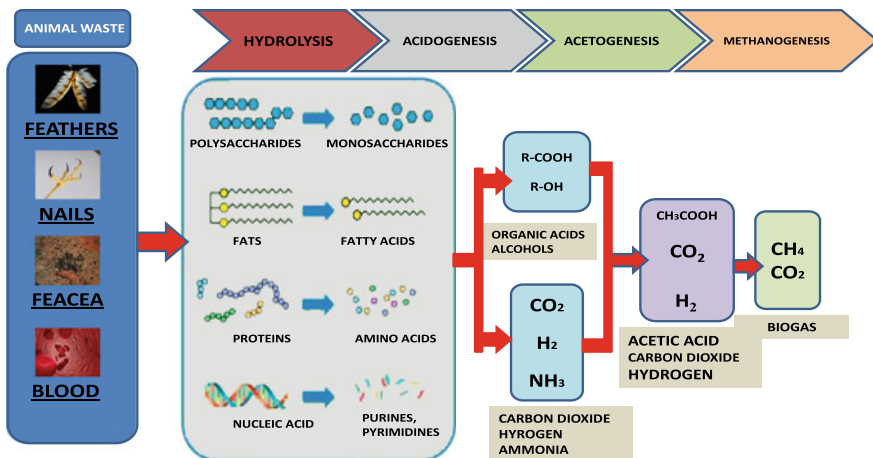 ANIMAL WASTE
FEATHERS
NAILS
FEACEA
BLOOD
HYDROLYSIS
ACIDOGENESIS
ACETOGENESIS
METHANOGENESIS
POLYSACCHARIDES
MONOSACCHARIDES
FATS
FATTY ACIDS
PROTEINS
AMINO ACIDS
NUCLEIC ACID
PURINES,
PYRIMIDINES
R-COOH
R-OH
ORGANIC ACIDS
ALCOHOLS
CO₂
H₂
NH₃
CARBON DIOXIDE
HYROGEN
AMMONIA
CH₃COOH
CO₂
H₂
ACETIC ACID
CARBON DIOXIDE
HYDROGEN
CH₄
CO₂
BIOGAS